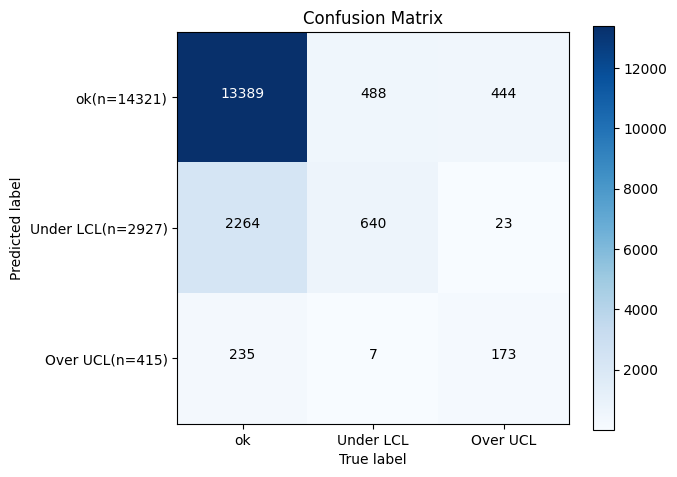 Confusion Matrix
Predicted label
ok(n=14321)
13389 488 444
Under LCL(n=2927)
2264 640 23
Over UCL(n=415)
235 7 173
ok Under LCL Over UCL
True label
12000
10000
8000
6000
4000
2000